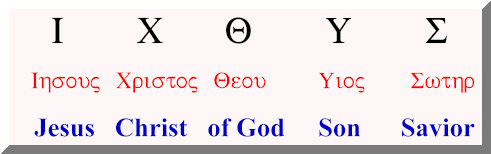 Ι Χ Θ Υ Σ
Ιησους Χριστος Θεου Υιος Σωτηρ
Jesus Christ of God Son Savior